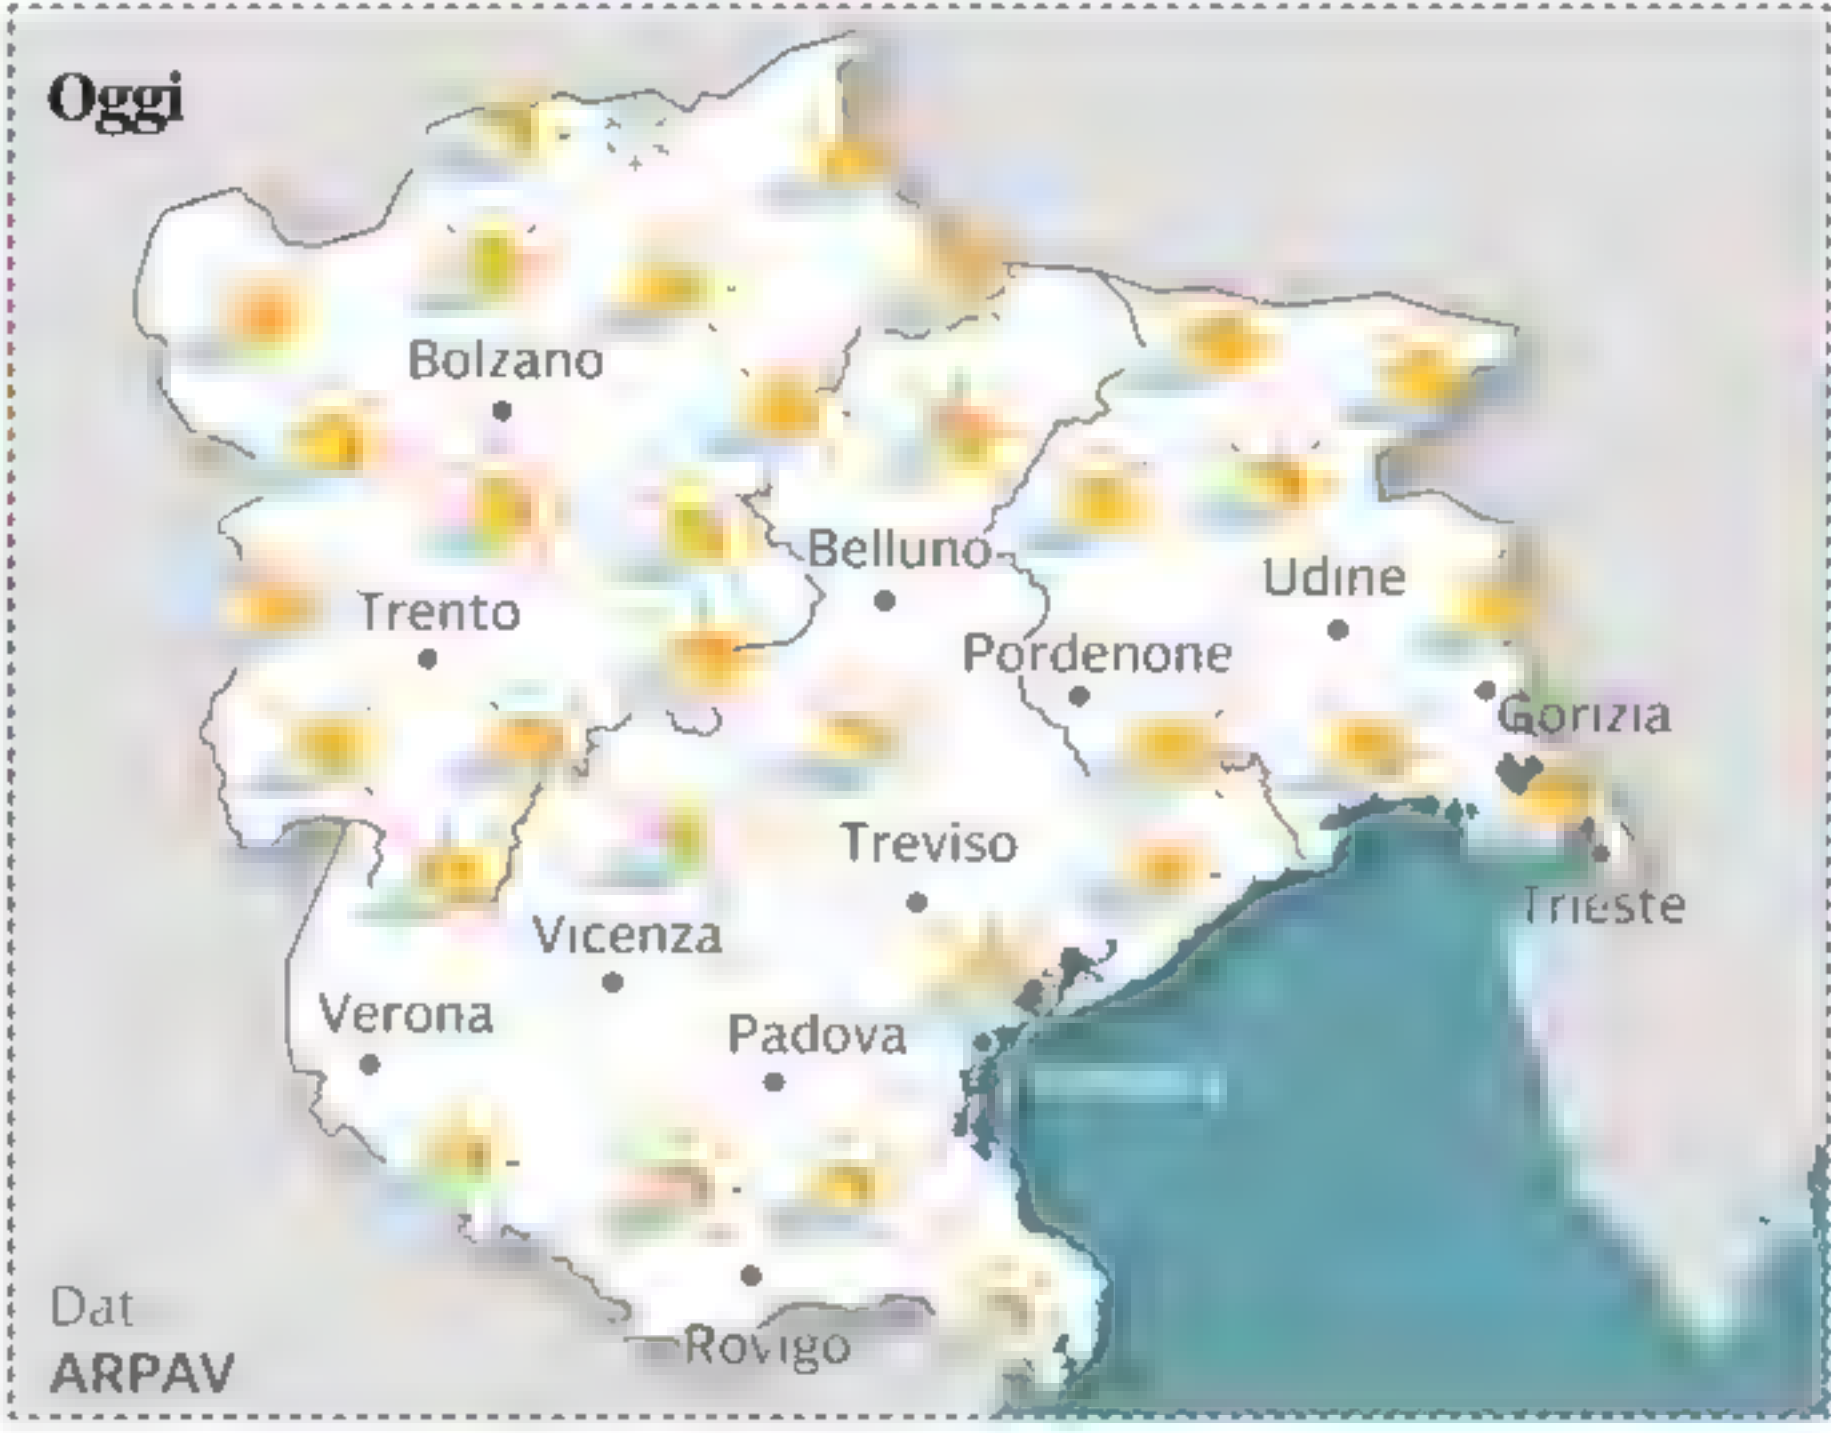 Oggi
Bolzano
Belluno
Udine
Trento
Pordenone
Gorizia
Treviso
Trieste
Vicenza
Verona
Padova
Rovigo
Dat
ARPAV